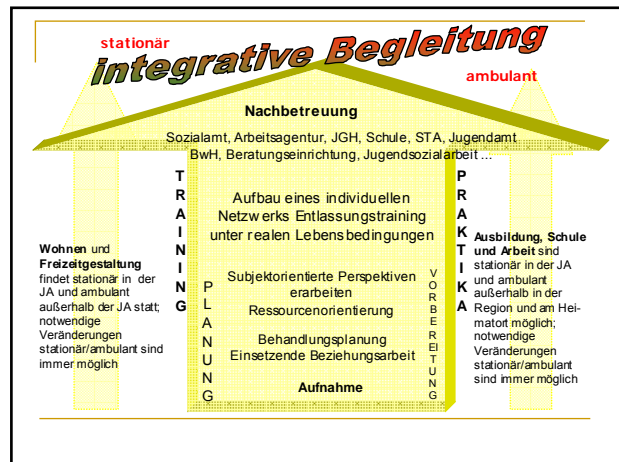 stationär
integrative Begleitung
ambulant
Nachbetreuung
Sozialamt, Arbeitsagentur, JGH, Schule, STA, Jugendamt
BwH, Beratungseinrichtung, Jugendsozialarbeit ...
TRAINING
PRAKTIKA
Aufbau eines individuellen
Netzwerks Entlassungstraining
unter realen Lebensbedingungen
Wohnen und
Freizeitgestaltung
findet stationär in der
JA und ambulant
außerhalb der JA statt;
notwendige
Veränderungen
stationär/ambulant sind
immer möglich
PLANUNG
Subjektorientierte Perspektiven
erarbeiten
Ressourcenorientierung
Behandlungsplanung
Einsetzende Beziehungsarbeit
Aufnahme
VORBEREITUNG
Ausbildung, Schule
und Arbeit sind
stationär in der JA
und ambulant
außerhalb in der
Region und am Hei-
matort möglich;
notwendige
Veränderungen
stationär/ambulant
sind immer möglich